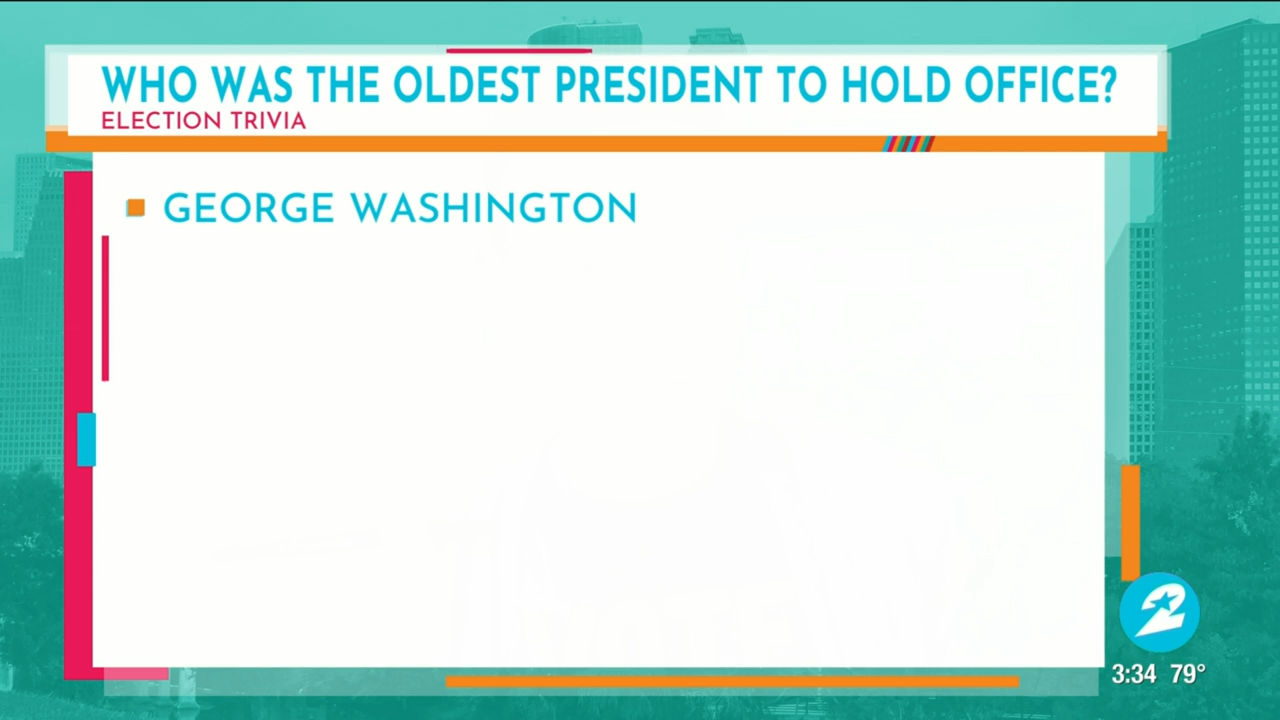 WHO WAS THE OLDEST PRESIDENT TO HOLD OFFICE?
ELECTION TRIVIA
GEORGE WASHINGTON
2
3:34 79°